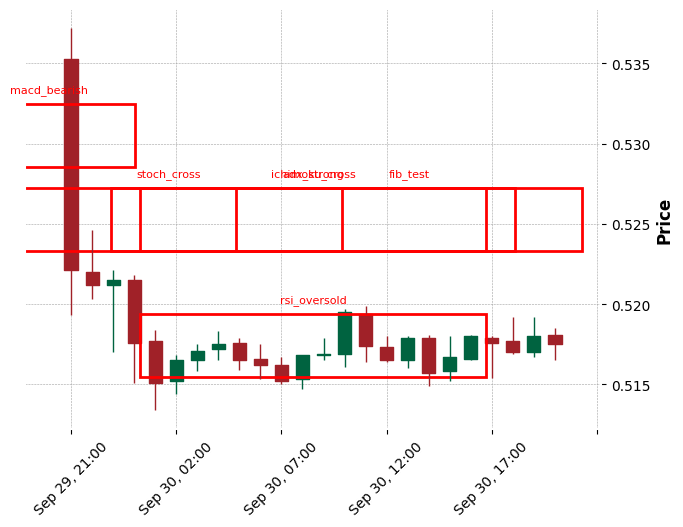 0.535
macd_bearish
0.530
stoch_cross
fib_test
0.525
Price
rsi_oversold
0.520
0.515
Sep 29, 21:00
Sep 30, 02:00
Sep 30, 07:00
Sep 30, 12:00
Sep 30, 17:00